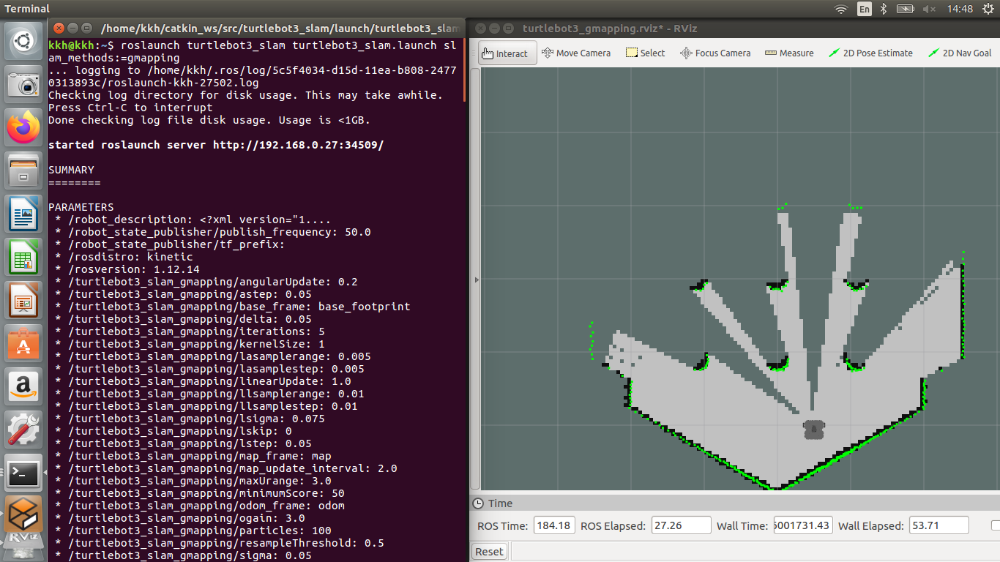 Terminal
En
14:48
/home/kkh/catkin_ws/src/turtlebot3_slam/launch/turtlebot3_slam
kkh@kkh:~$ roslaunch turtlebot3_slam turtlebot3_slam.launch sl
am_methods:=gmapping
... logging to /home/kkh/.ros/log/5c5f4034-d15d-11ea-b808-2477
0313893c/roslaunch-kkh-27502.log
Checking log directory for disk usage. This may take awhile.
Press Ctrl-C to interrupt
Done checking log file disk usage. Usage is <1GB.
started roslaunch server http://192.168.0.27:34509/
SUMMARY
========
PARAMETERS
* /robot_description: <?xml version="1....
* /robot_state_publisher/publish_frequency: 50.0
* /robot_state_publisher/tf_prefix:
* /rosdistro: kinetic
* /rosversion: 1.12.14
* /turtlebot3_slam_gmapping/angularUpdate: 0.2
* /turtlebot3_slam_gmapping/astep: 0.05
* /turtlebot3_slam_gmapping/base_frame: base_footprint
* /turtlebot3_slam_gmapping/delta: 0.05
* /turtlebot3_slam_gmapping/iterations: 5
* /turtlebot3_slam_gmapping/kernelSize: 1
* /turtlebot3_slam_gmapping/lasamplerange: 0.005
* /turtlebot3_slam_gmapping/lasamplestep: 0.005
* /turtlebot3_slam_gmapping/linearUpdate: 1.0
* /turtlebot3_slam_gmapping/llsamplerange: 0.01
* /turtlebot3_slam_gmapping/llsamplestep: 0.01
* /turtlebot3_slam_gmapping/lsigma: 0.075
* /turtlebot3_slam_gmapping/lskip: 0
* /turtlebot3_slam_gmapping/lstep: 0.05
* /turtlebot3_slam_gmapping/map_frame: map
* /turtlebot3_slam_gmapping/map_update_interval: 2.0
* /turtlebot3_slam_gmapping/maxUrange: 3.0
* /turtlebot3_slam_gmapping/minimumScore: 50
* /turtlebot3_slam_gmapping/odom_frame: odom
* /turtlebot3_slam_gmapping/ogain: 3.0
* /turtlebot3_slam_gmapping/particles: 100
* /turtlebot3_slam_gmapping/resampleThreshold: 0.5
* /turtlebot3_slam_gmapping/sigma: 0.05
turtlebot3_gmapping.rviz* - RViz
Interact
Move Camera
Select
Focus Camera
Measure
2D Pose Estimate
2D Nav Goal
Time
ROS Time: 184.18 ROS Elapsed: 27.26 Wall Time: 6001731.43 Wall Elapsed: 53.71
Reset
a
>_
RViz